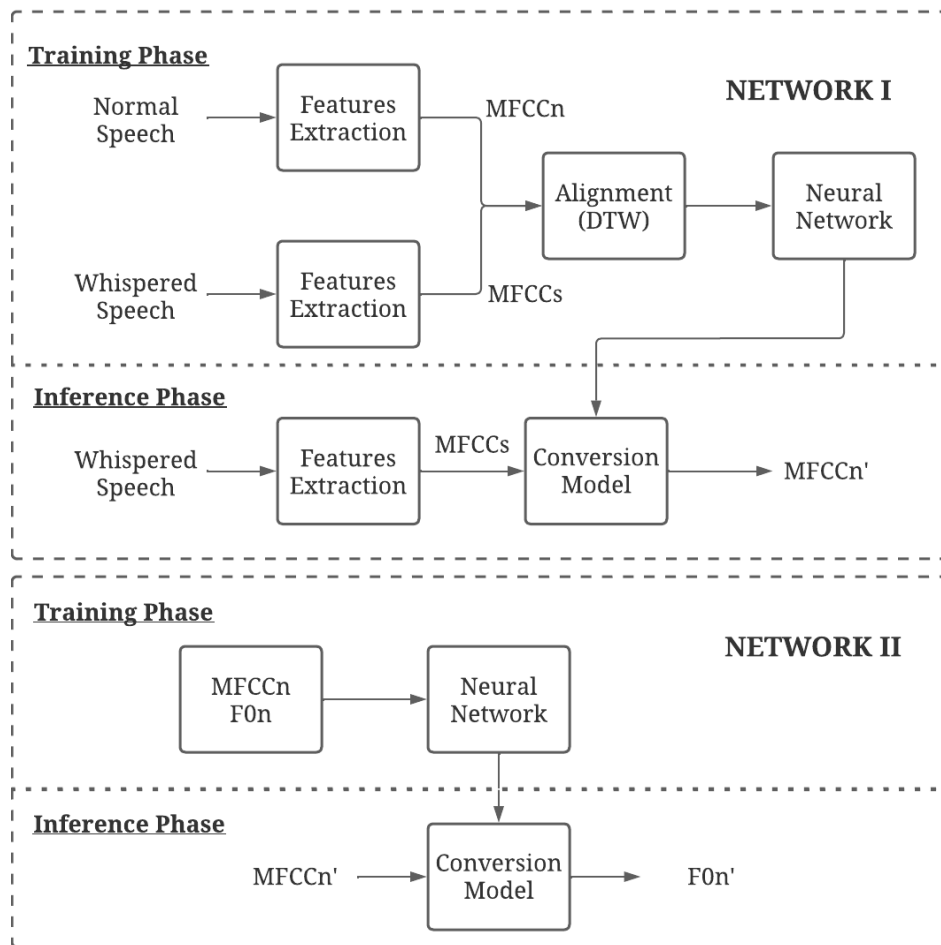 Training Phase
NETWORK I
Normal
Speech
Features
Extraction
MFCCn
Alignment
(DTW)
Neural
Network
Whispered
Speech
Features
Extraction
MFCCs
Inference Phase
Whispered
Speech
Features
Extraction
MFCCs
Conversion
Model
MFCCn'
Training Phase
NETWORK II
MFCCn
F0n
Neural
Network
Inference Phase
MFCCn'
Conversion
Model
F0n'